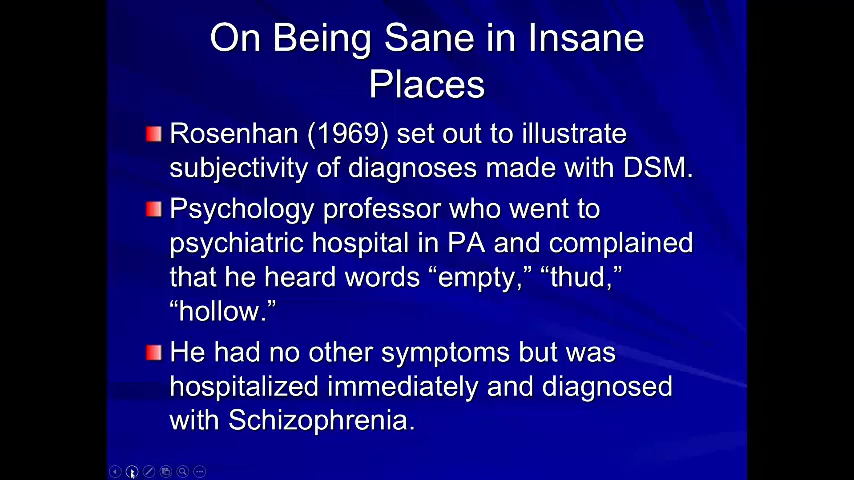 On Being Sane in Insane
Places
Rosenhan (1969) set out to illustrate
subjectivity of diagnoses made with DSM.
Psychology professor who went to
psychiatric hospital in PA and complained
that he heard words “empty,” “thud,”
“hollow.”
He had no other symptoms but was
hospitalized immediately and diagnosed
with Schizophrenia.